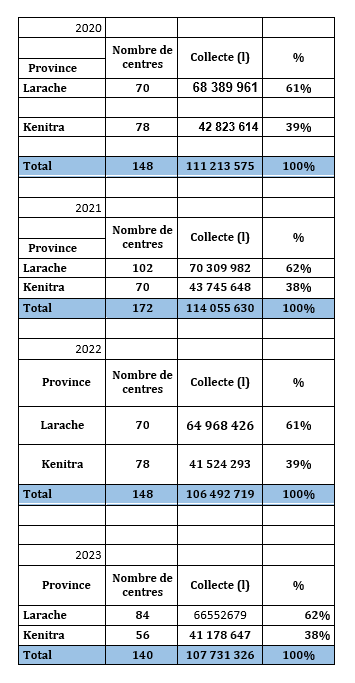 2020
Nombre de centres Collecte (l) %
Province
Larache 70 68 389 961 61%
Kenitra 78 42 823 614 39%
Total 148 111 213 575 100%
2021
Nombre de centres Collecte (l) %
Province
Larache 102 70 309 982 62%
Kenitra 70 43 745 648 38%
Total 172 114 055 630 100%
2022
Province Nombre de centres Collecte (l) %
Larache 70 64 968 426 61%
Kenitra 78 41 524 293 39%
Total 148 106 492 719 100%
2023
Province Nombre de centres Collecte (l) %
Larache 84 66552679 62%
Kenitra 56 41 178 647 38%
Total 140 107 731 326 100%